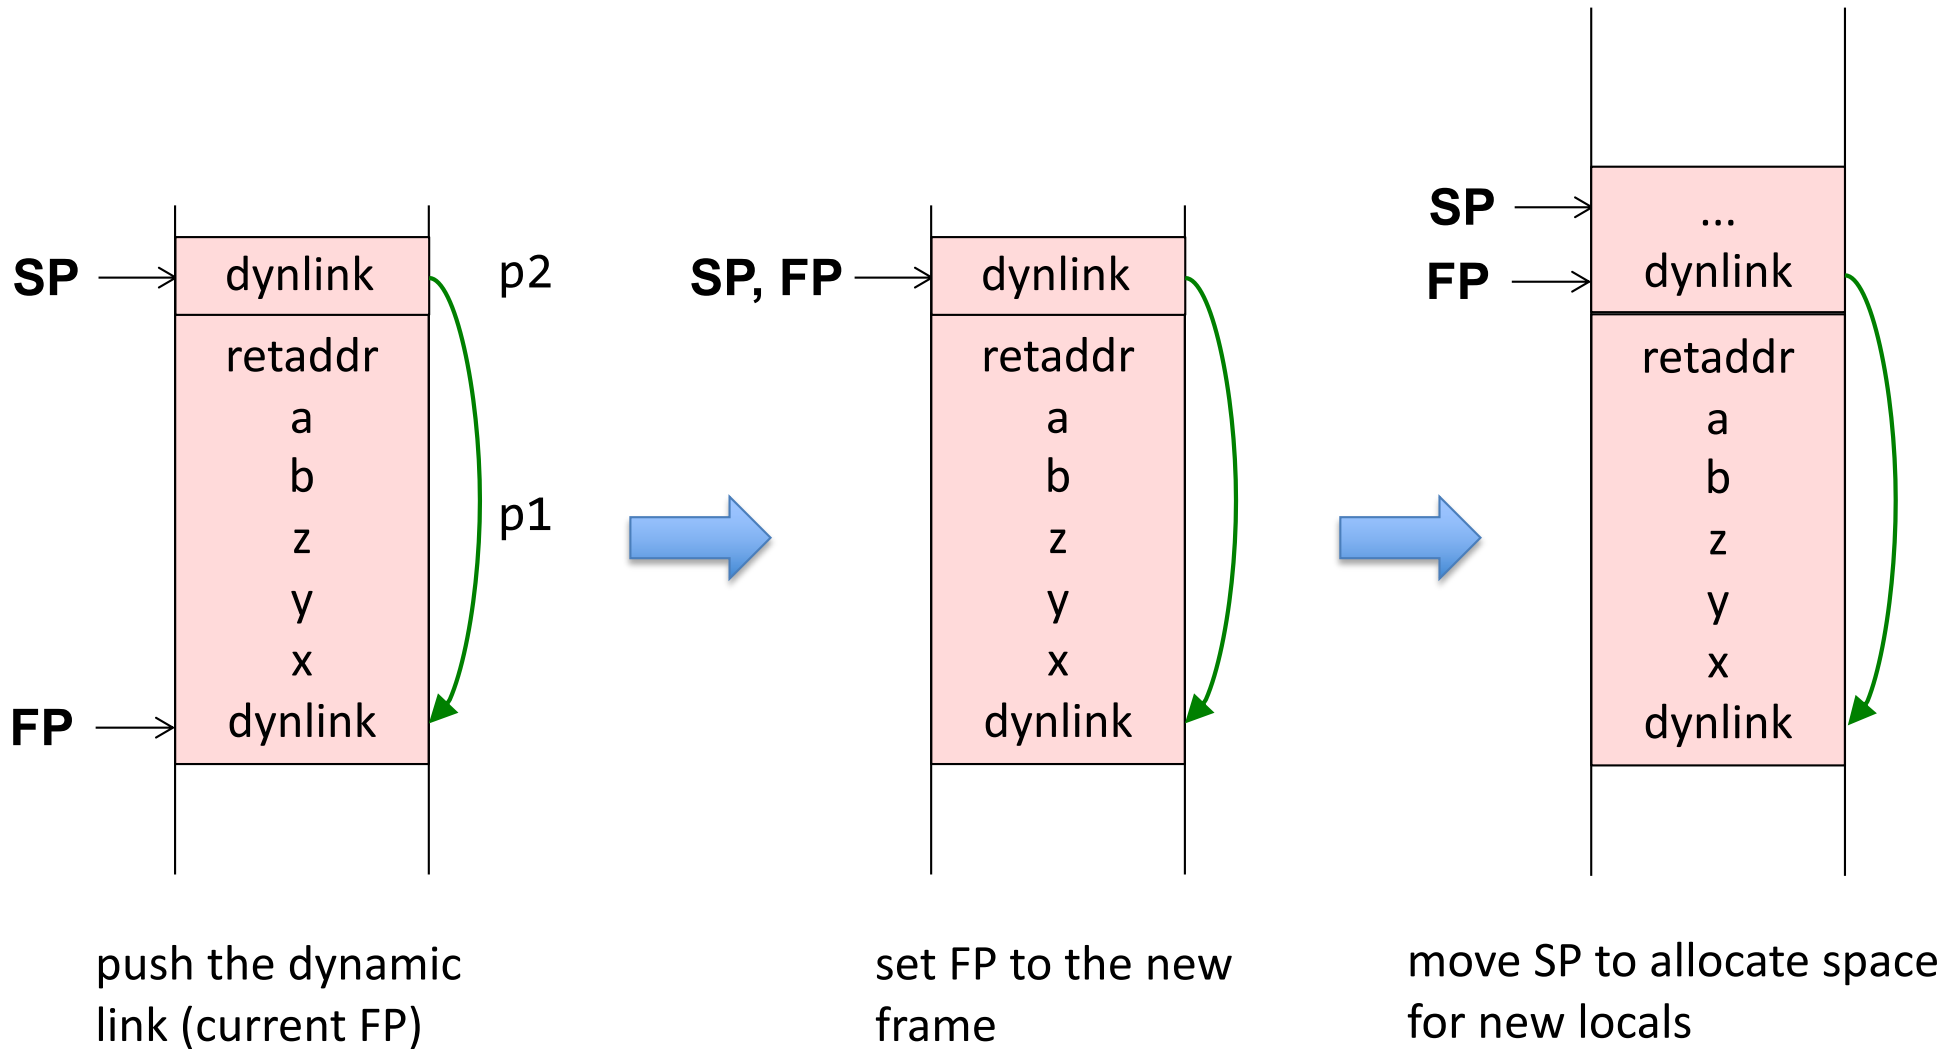 SP
dynlink
p2
retaddr
a
b
z
p1
y
x
FP
dynlink
push the dynamic
link (current FP)
SP, FP
dynlink
retaddr
a
b
z
y
x
dynlink
set FP to the new
frame
SP
...
FP
dynlink
retaddr
a
b
z
y
x
dynlink
move SP to allocate space
for new locals